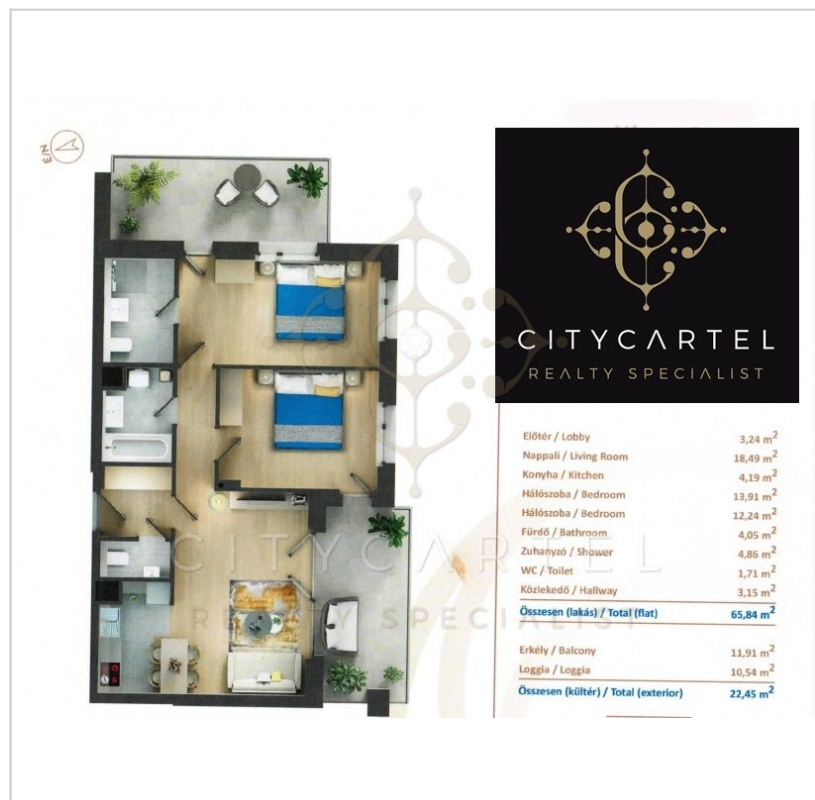 É/N
CITYCARTEL
REALTY SPECIALIST
Előtér / Lobby 3,24 m²
Nappali / Living Room 18,49 m²
Konyha / Kitchen 4,19 m²
Hálószoba / Bedroom 13,91 m²
Hálószoba / Bedroom 12,24 m²
Fürdő / Bathroom 4,05 m²
Zuhanyzó / Shower 4,86 m²
WC / Toilet 1,71 m²
Közlekedő / Hallway 3,15 m²
Összesen (lakás) / Total (flat) 65,84 m²
Erkély / Balcony 11,91 m²
Loggia / Loggia 10,54 m²
Összesen (kültér) / Total (exterior) 22,45 m²
CITYCARTEL
REALTY SPECIALIST